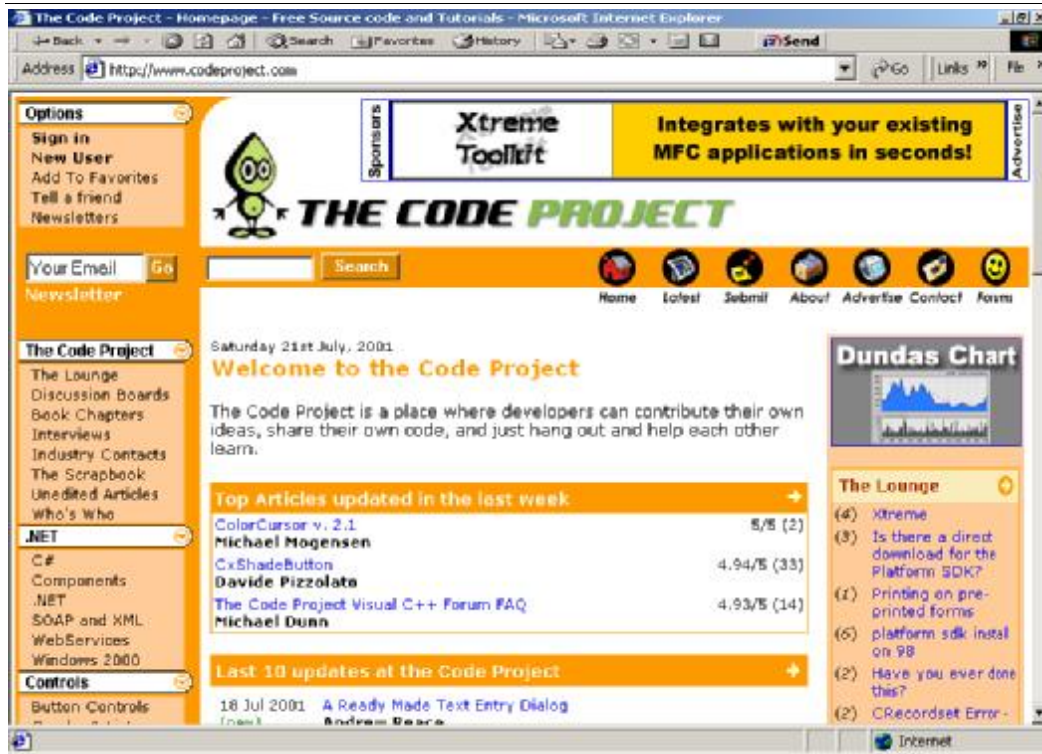 The Code Project - Homepage - Free Source code and Tutorials - Microsoft Internet Explorer
Back Search Favorites History Send
Address http://www.codeproject.com Go Links » File »
Options
Sign in
New User
Add To Favorites
Tell a friend
Newsletters
Your Email Go
Newsletter
The Code Project
The Lounge
Discussion Boards
Book Chapters
Interviews
Industry Contacts
The Scrapbook
Unedited Articles
Who's Who
.NET
C#
Components
.NET
SOAP and XML
WebServices
Windows 2000
Controls
Button Controls
Sponsors
Xtreme
Toolkit
Integrates with your existing
MFC applications in seconds!
Advertise
THE CODE PROJECT
Search
Home Latest Submit About Advertise Contact Forum
Saturday 21st July, 2001
Welcome to the Code Project
The Code Project is a place where developers can contribute their own
ideas, share their own code, and just hang out and help each other
learn.
Top Articles updated in the last week
ColorCursor v. 2.1 5/5 (2)
Michael Mogensen
CxShadeButton 4.94/5 (33)
Davide Pizzolato
The Code Project Visual C++ Forum FAQ 4.93/5 (14)
Michael Dunn
Last 10 updates at the Code Project
18 Jul 2001 A Ready Made Text Entry Dialog
Dundas Chart
The Lounge
(4) Xtreme
(3) Is there a direct
download for the
Platform SDK?
(1) Printing on pre-
printed forms
(6) platform sdk instal
on 98
(2) Have you ever done
this?
(2) CRecordset Error -
Internet